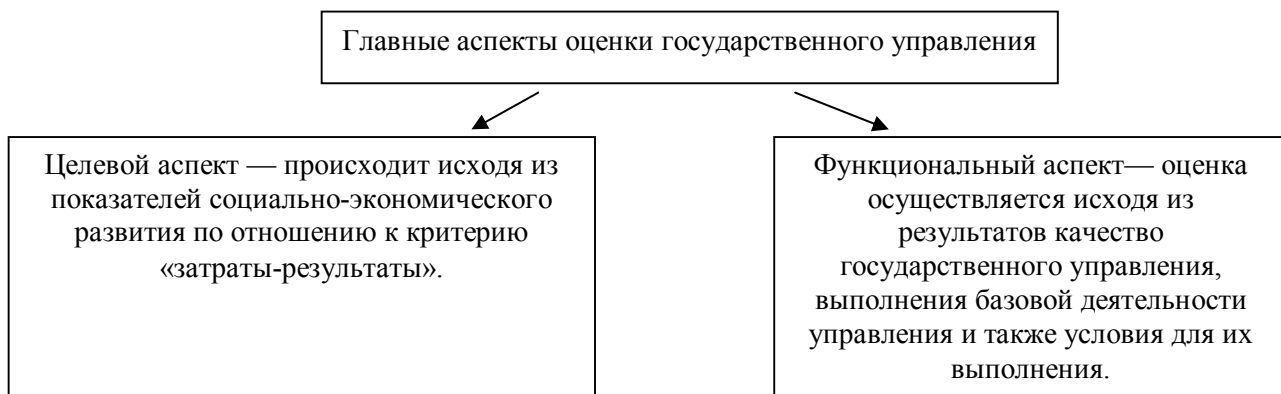 Главные аспекты оценки государственного управления
Целевой аспект — происходит исходя из
показателей социально-экономического
развития по отношению к критерию
«затраты-результаты».
Функциональный аспект— оценка
осуществляется исходя из
результатов качество
государственного управления,
выполнения базовой деятельности
управления и также условия для их
выполнения.